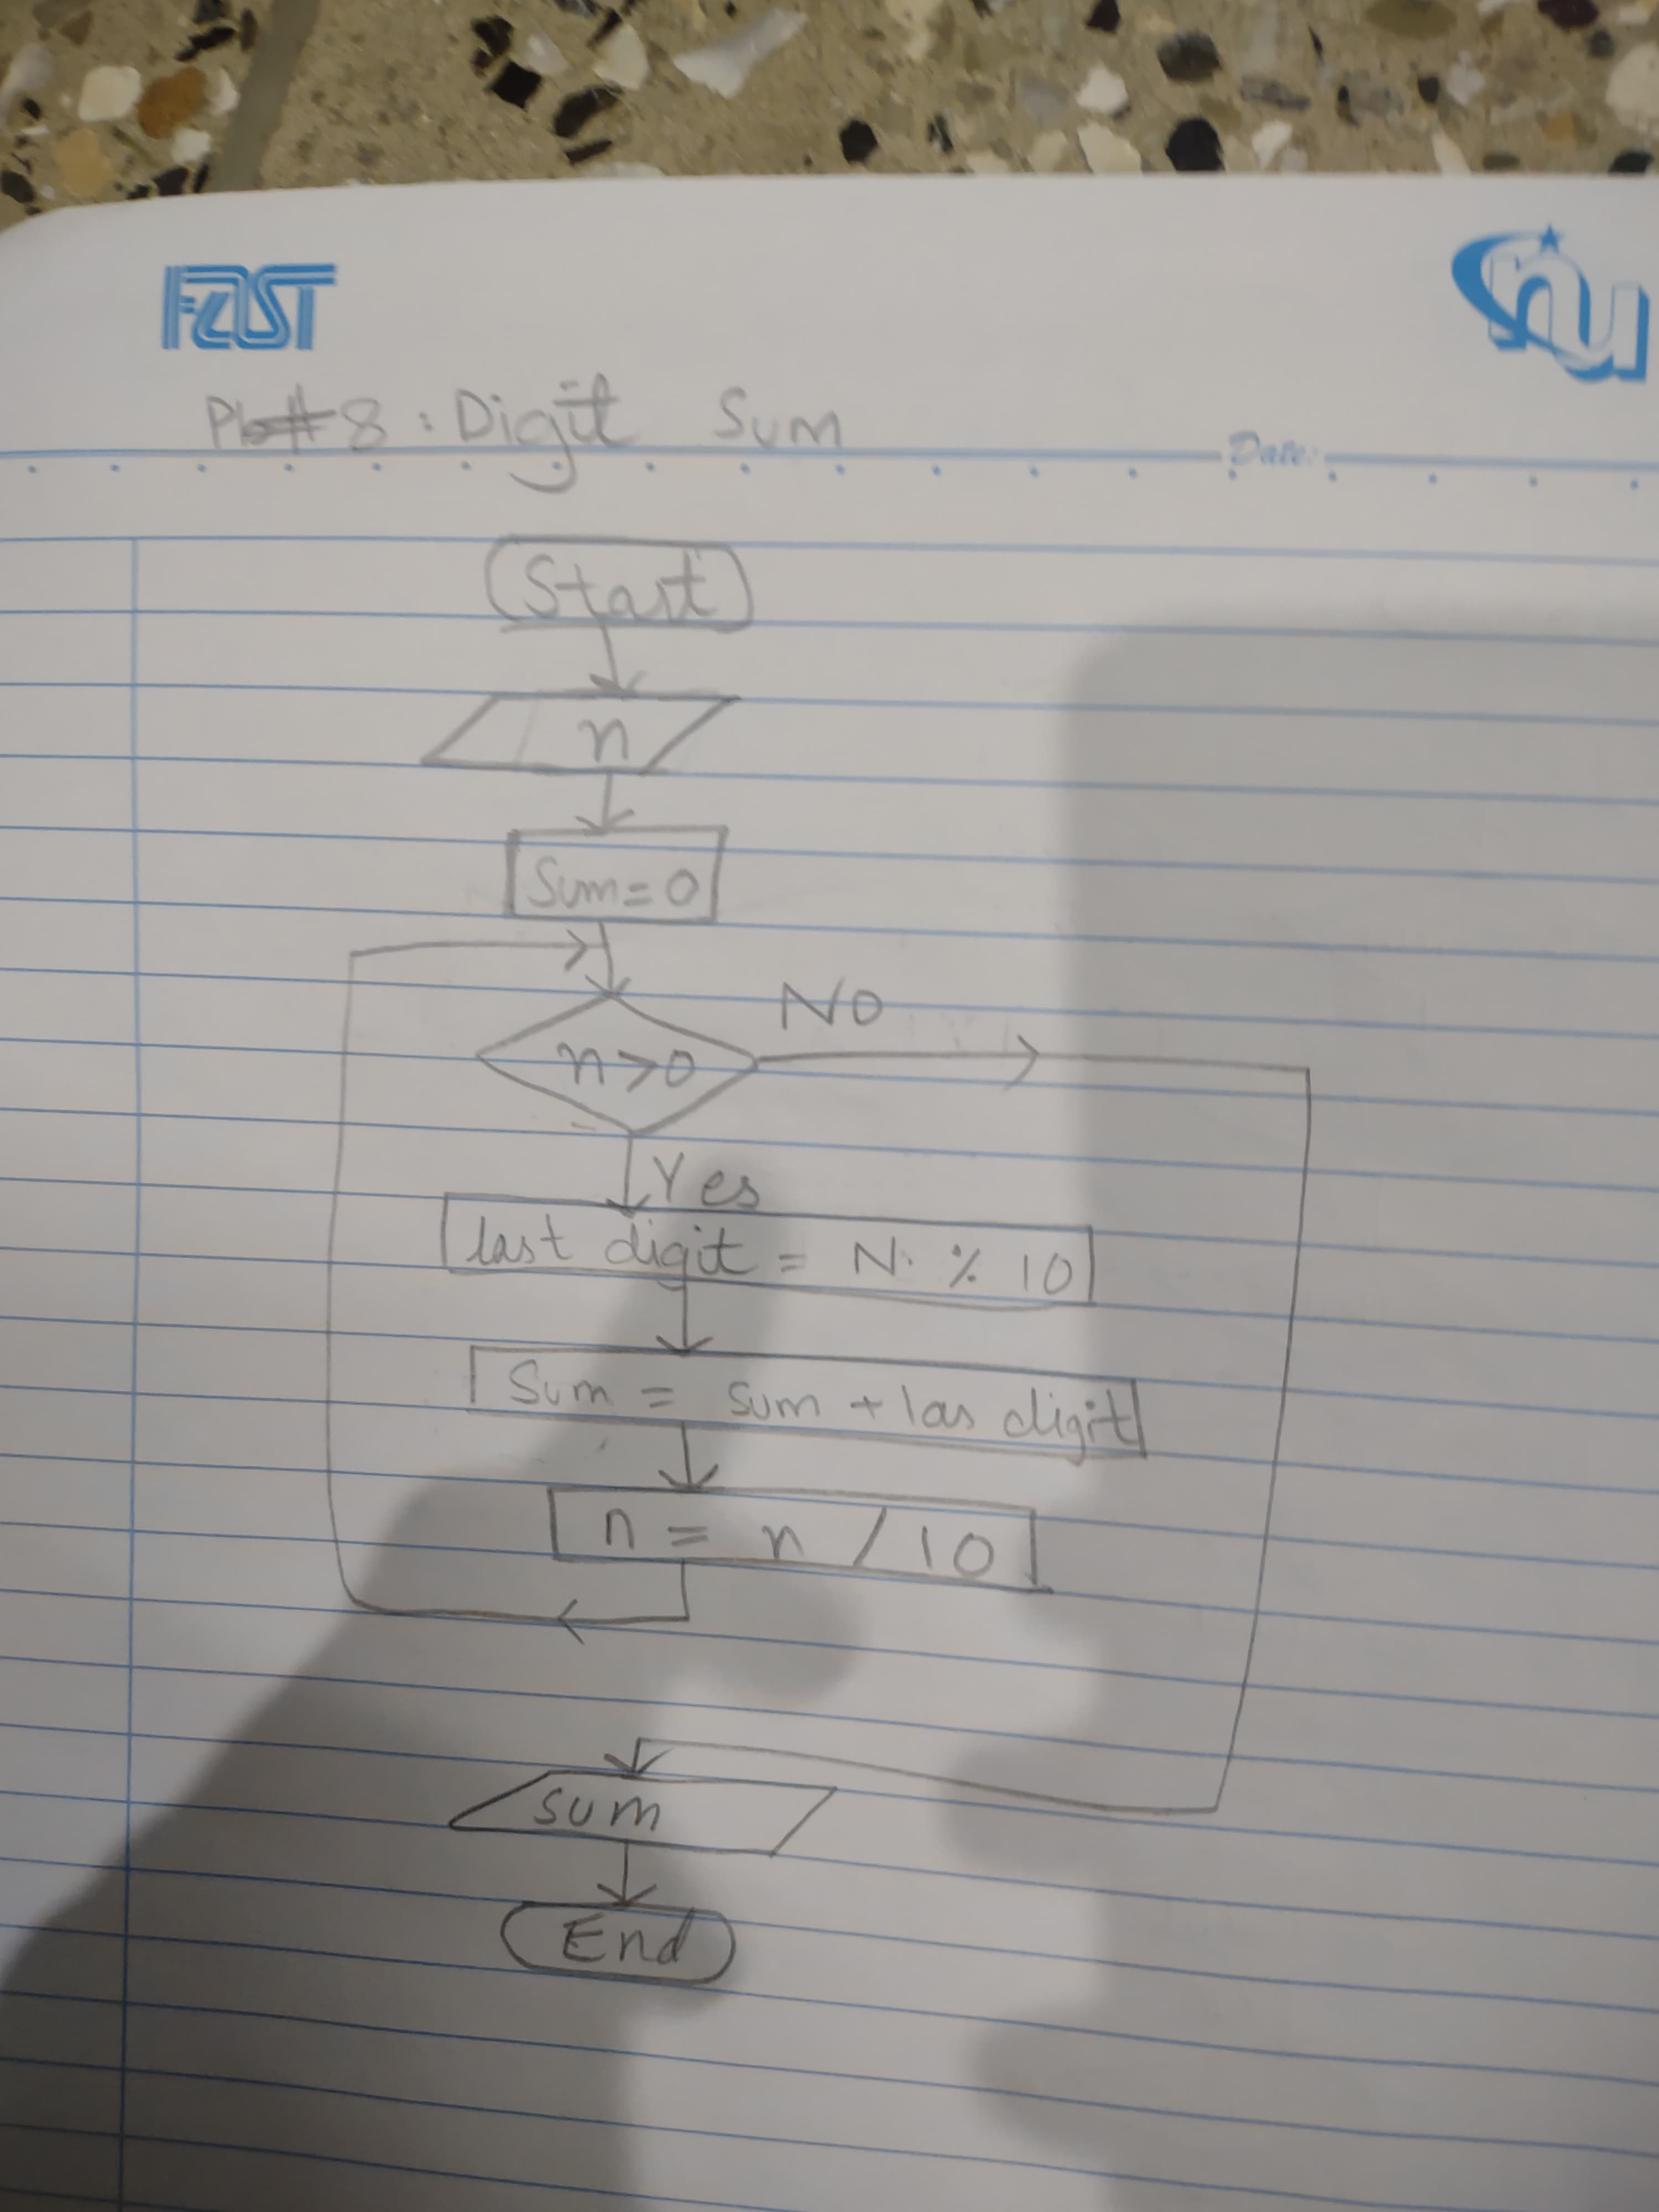 FAST
nu
8: Digit Sum
Date:
Start
n
Sum=0
n>0
NO
Yes
last digit = N. % 10
Sum = sum + las digit
n = n / 10
sum
End